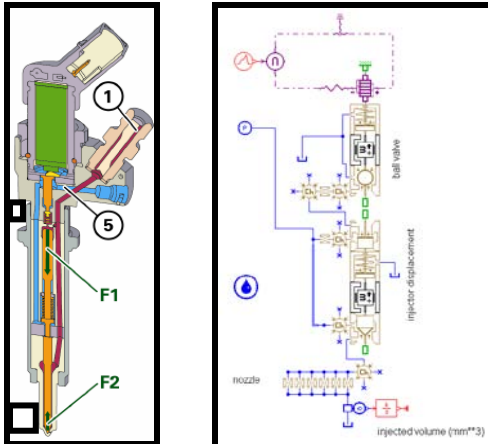 1
5
F1
F2
ball valve
injector displacement
nozzle
injected volume (mm**3)